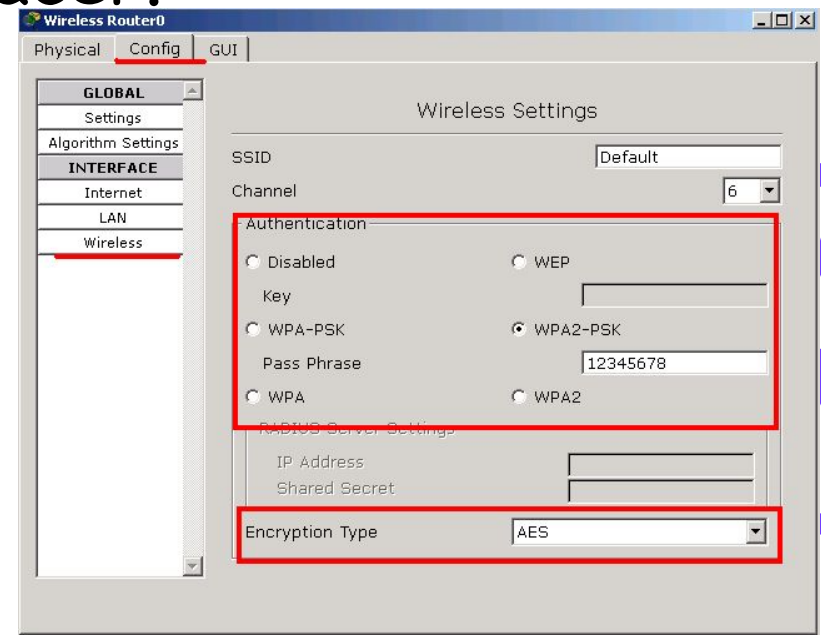 Wireless Router0
Physical Config GUI
GLOBAL
Settings
Algorithm Settings
INTERFACE
Internet
LAN
Wireless
Wireless Settings
SSID Default
Channel 6
Authentication
Disabled WEP
Key
WPA-PSK WPA2-PSK
Pass Phrase 12345678
WPA WPA2
RADIUS Server Settings
IP Address
Shared Secret
Encryption Type AES